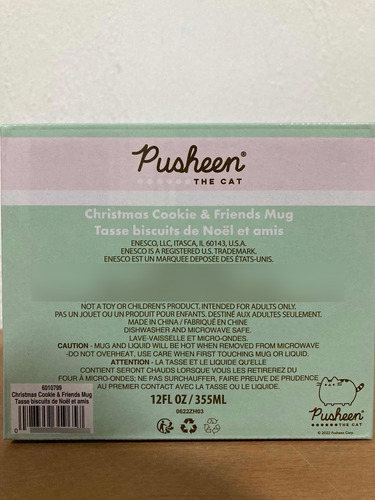 Pusheen®
THE CAT
Christmas Cookie & Friends Mug
Tasse biscuits de Noël et amis
ENESCO, LLC, ITASCA, IL 60143, U.S.A.
ENESCO IS A REGISTERED U.S. TRADEMARK.
ENESCO EST UN MARQUEE DEPOSÉE DES ÉTATS-UNIS.
NOT A TOY OR CHILDREN'S PRODUCT. INTENDED FOR ADULTS ONLY.
PAS UN JOUET OU UN PRODUIT POUR ENFANTS. DESTINÉ AUX ADULTES SEULEMENT.
MADE IN CHINA / FABRIQUÉ EN CHINE
DISHWASHER AND MICROWAVE SAFE.
LAVE-VAISSELLE ET MICRO-ONDES.
CAUTION - MUG AND LIQUID WILL BE HOT WHEN REMOVED FROM MICROWAVE
-DO NOT OVERHEAT, USE CARE WHEN FIRST TOUCHING MUG OR LIQUID.
ATTENTION - LA TASSE ET LE LIQUIDE QU'ELLE
CONTIENT SERONT CHAUDS LORSQUE VOUS LES RETIREREZ DU
FOUR À MICRO-ONDES; NE PAS SURCHAUFFER, FAIRE PREUVE DE PRUDENCE
AU PREMIER CONTACT AVEC LA TASSE OU LE LIQUIDE.
12FL OZ / 355ML
0622ZH03
6010799
Christmas Cookie & Friends Mug
Tasse biscuits de Noël et amis
Pusheen
THE CAT
© 2022 Pusheen Corp.